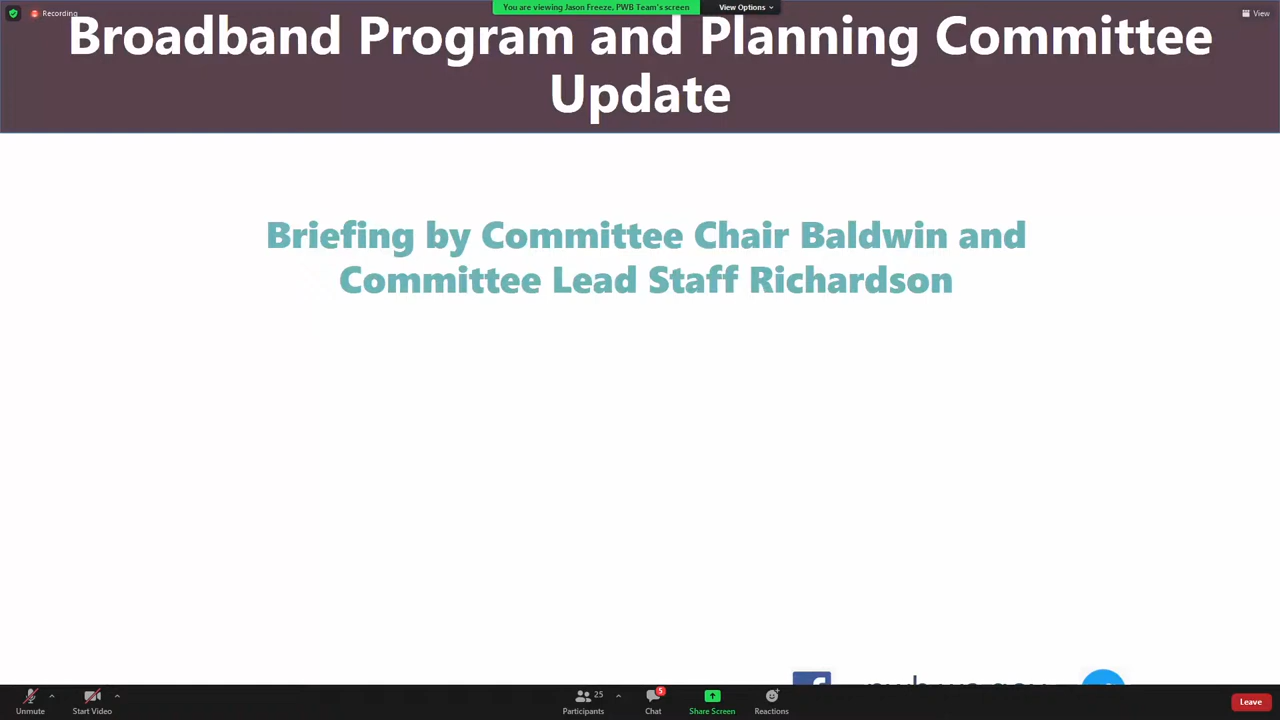 You are viewing Jason Freeze, PWB Team's screen
View Options
Recording
View
Broadband Program and Planning Committee
Update
Briefing by Committee Chair Baldwin and
Committee Lead Staff Richardson
Unmute
Start Video
25
Participants
5
Chat
Share Screen
Reactions
Leave